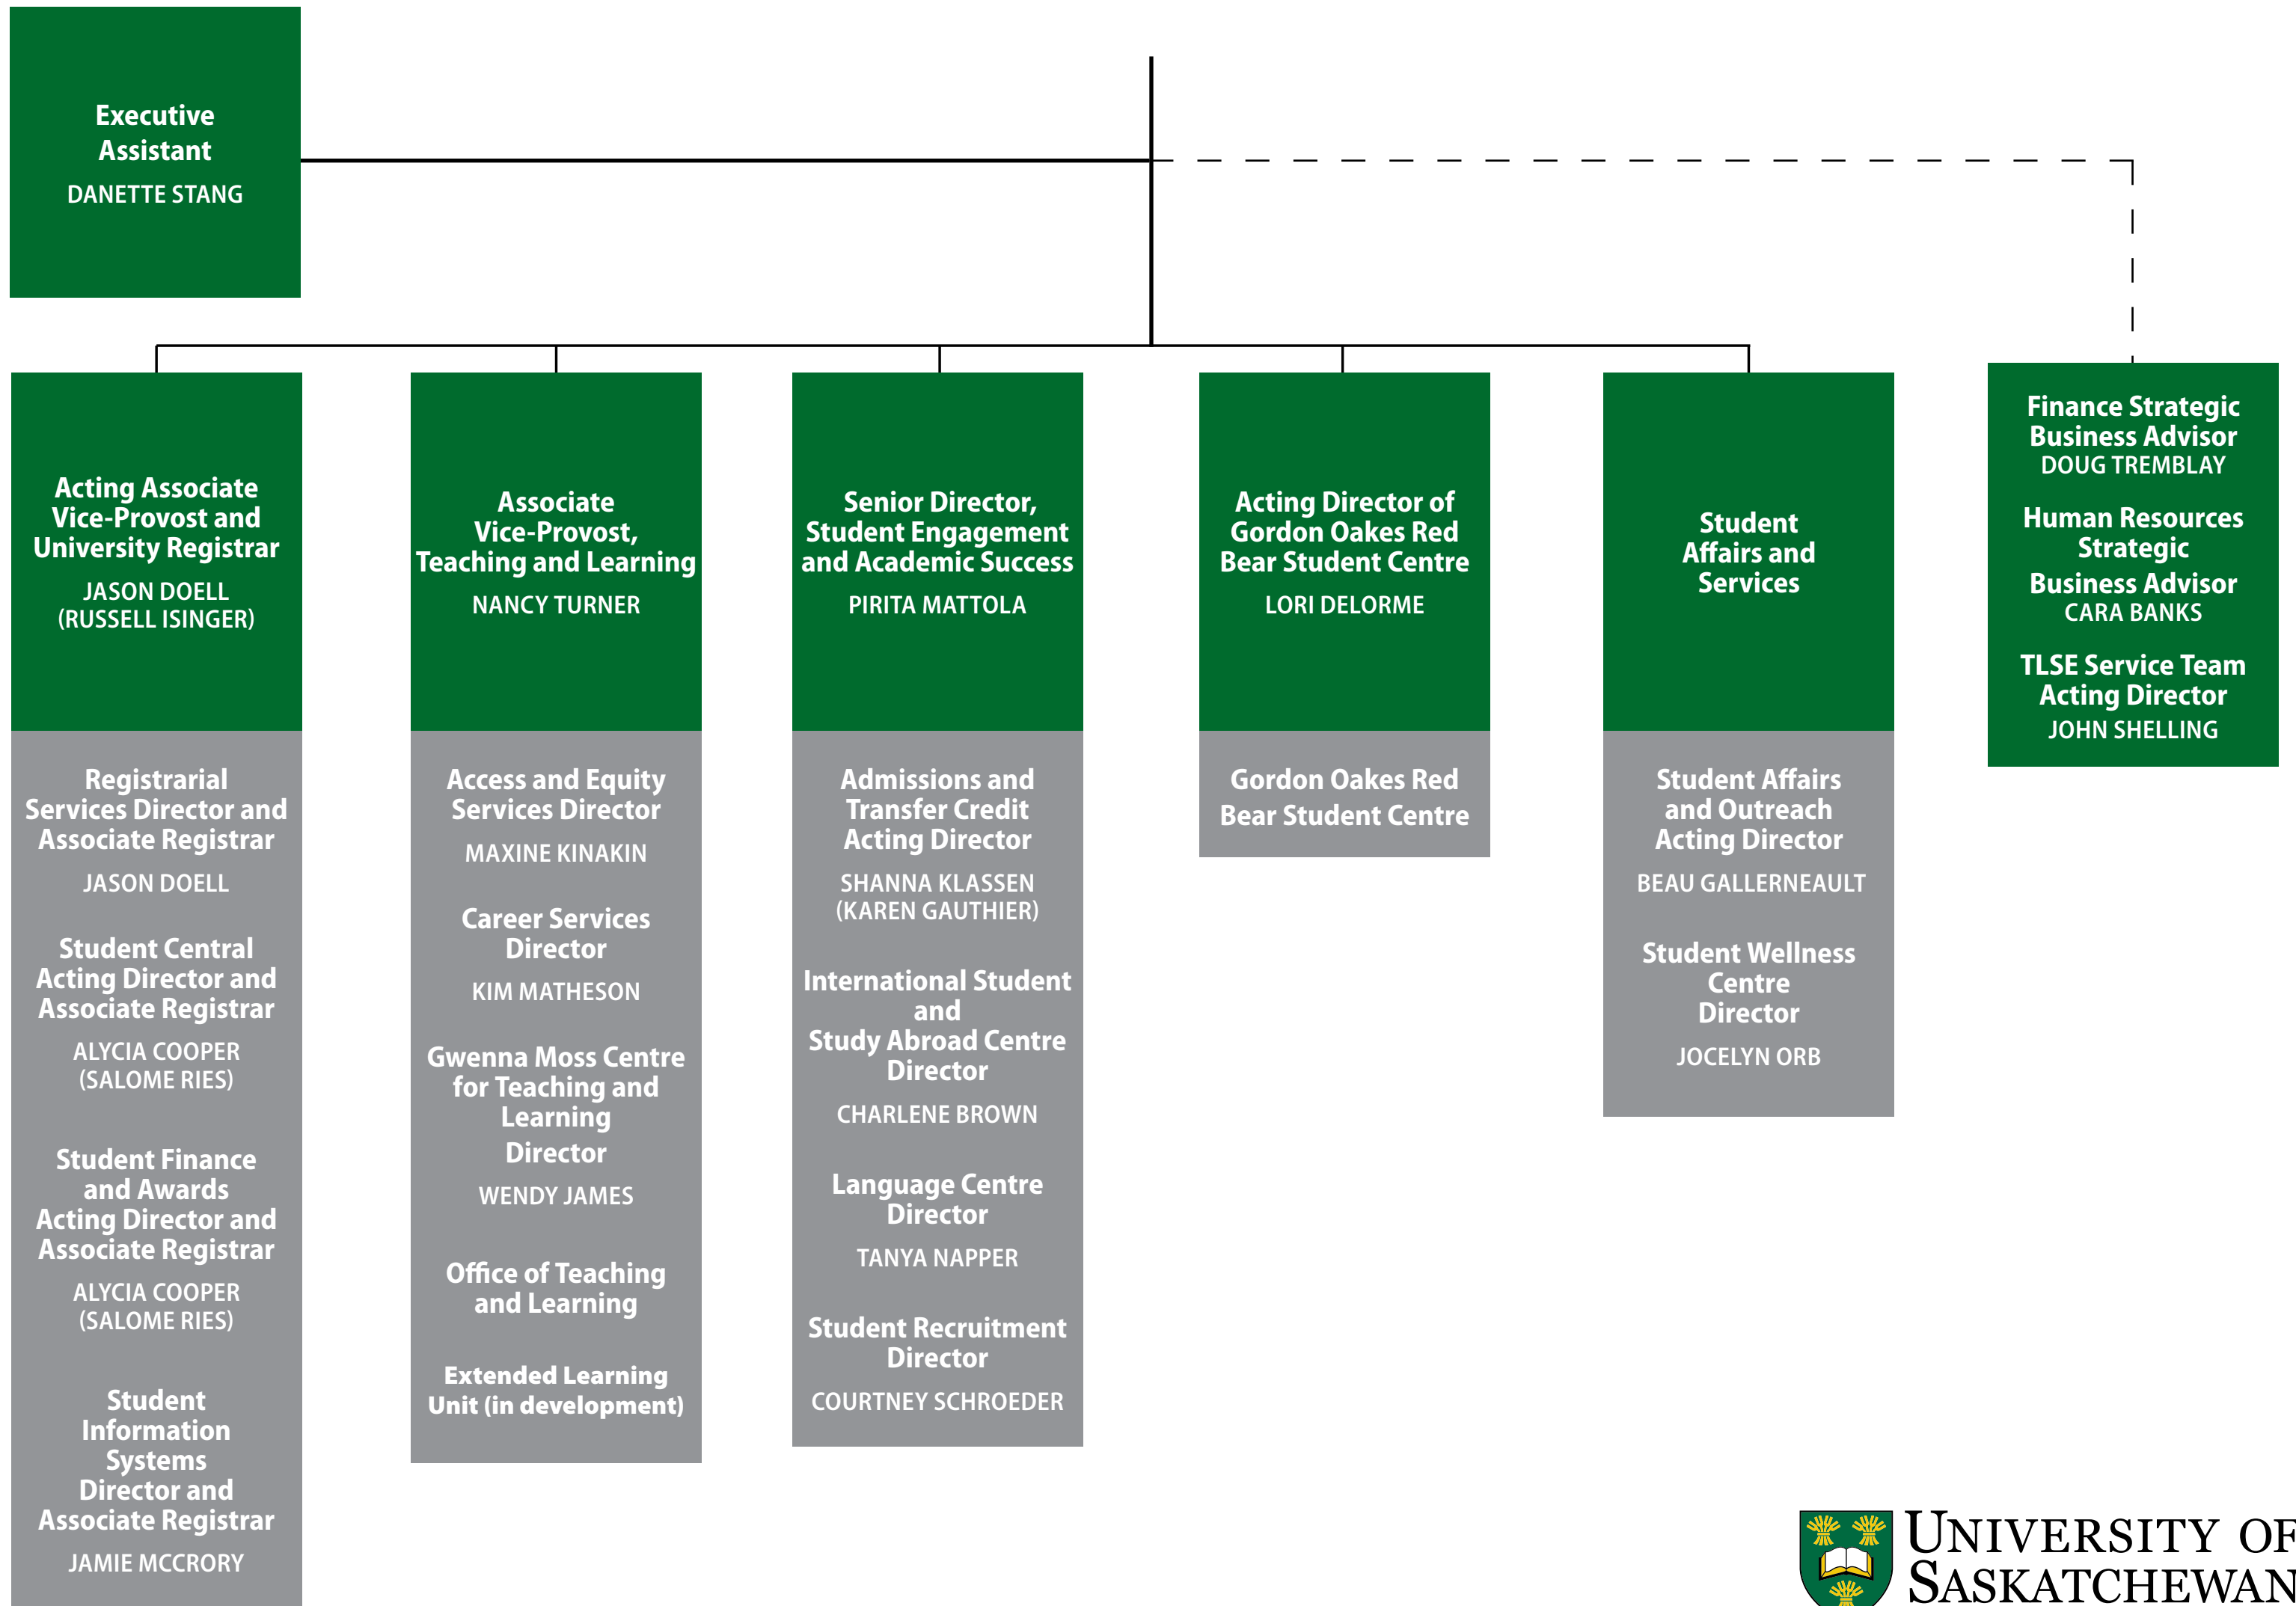 Executive
Assistant
DANETTE STANG
Acting Associate
Vice-Provost and
University Registrar
JASON DOELL
(RUSSELL ISINGER)
Registrarial
Services Director and
Associate Registrar
JASON DOELL
Student Central
Acting Director and
Associate Registrar
ALYCIA COOPER
(SALOME RIES)
Student Finance
and Awards
Acting Director and
Associate Registrar
ALYCIA COOPER
(SALOME RIES)
Student
Information
Systems
Director and
Associate Registrar
JAMIE MCCRORY
Associate
Vice-Provost,
Teaching and Learning
NANCY TURNER
Access and Equity
Services Director
MAXINE KINAKIN
Career Services
Director
KIM MATHESON
Gwenna Moss Centre
for Teaching and
Learning
Director
WENDY JAMES
Office of Teaching
and Learning
Extended Learning
Unit (in development)
Senior Director,
Student Engagement
and Academic Success
PIRITA MATTOLA
Admissions and
Transfer Credit
Acting Director
SHANNA KLASSEN
(KAREN GAUTHIER)
International Student
and
Study Abroad Centre
Director
CHARLENE BROWN
Language Centre
Director
TANYA NAPPER
Student Recruitment
Director
COURTNEY SCHROEDER
Acting Director of
Gordon Oakes Red
Bear Student Centre
LORI DELORME
Gordon Oakes Red
Bear Student Centre
Student
Affairs and
Services
Student Affairs
and Outreach
Acting Director
BEAU GALLERNEAULT
Student Wellness
Centre
Director
JOCELYN ORB
Finance Strategic
Business Advisor
DOUG TREMBLAY
Human Resources
Strategic
Business Advisor
CARA BANKS
TLSE Service Team
Acting Director
JOHN SHELLING
UNIVERSITY OF
SASKATCHEWAN